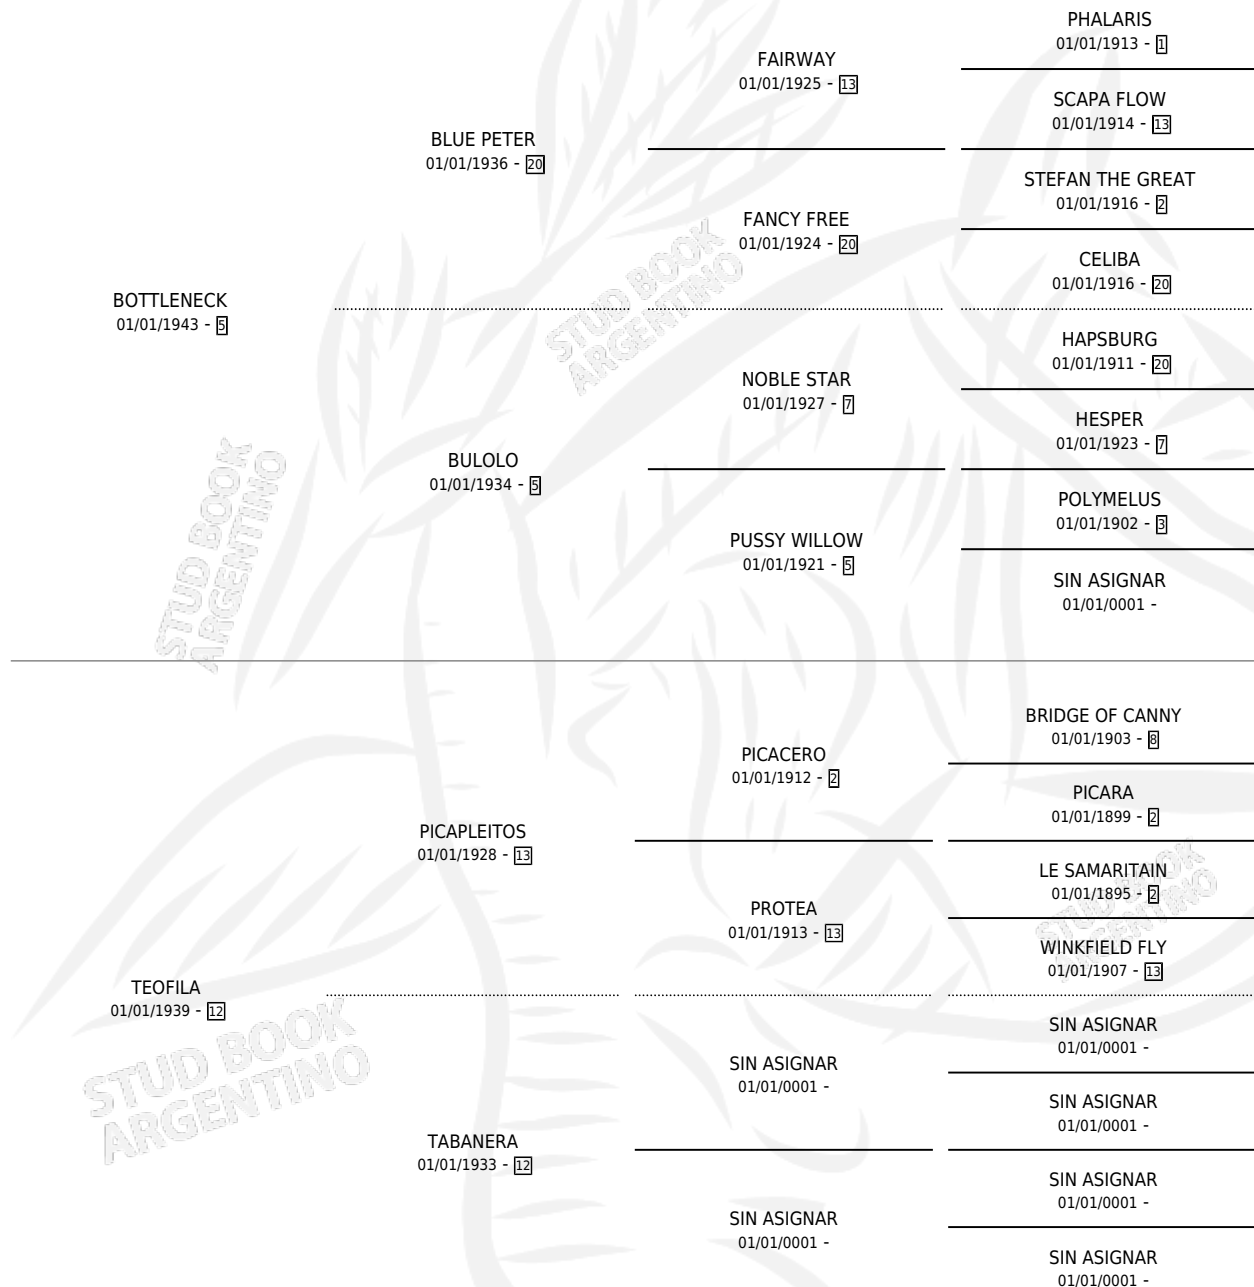 PHALARIS
01/01/1913 - 1
FAIRWAY
01/01/1925 - 13
SCAPA FLOW
01/01/1914 - 13
BLUE PETER
01/01/1936 - 20
STEFAN THE GREAT
01/01/1916 - 2
FANCY FREE
01/01/1924 - 20
CELIBA
01/01/1916 - 20
BOTTLENECK
01/01/1943 - 5
HAPSBURG
01/01/1911 - 20
NOBLE STAR
01/01/1927 - 7
HESPER
01/01/1923 - 7
BULOLO
01/01/1934 - 5
POLYMELUS
01/01/1902 - 3
PUSSY WILLOW
01/01/1921 - 5
SIN ASIGNAR
01/01/0001 -
BRIDGE OF CANNY
01/01/1903 - 8
PICACERO
01/01/1912 - 2
PICARA
01/01/1899 - 2
PICAPLEITOS
01/01/1928 - 13
LE SAMARITAIN
01/01/1895 - 2
PROTEA
01/01/1913 - 13
WINKFIELD FLY
01/01/1907 - 13
TEOFILA
01/01/1939 - 12
SIN ASIGNAR
01/01/0001 -
SIN ASIGNAR
01/01/0001 -
SIN ASIGNAR
01/01/0001 -
TABANERA
01/01/1933 - 12
SIN ASIGNAR
01/01/0001 -
SIN ASIGNAR
01/01/0001 -
SIN ASIGNAR
01/01/0001 -
STUD BOOK
ARGENTINO
STUD BOOK
ARGENTINO
STUD BOOK
ARGENTINO
STUD BOOK
ARGENTINO